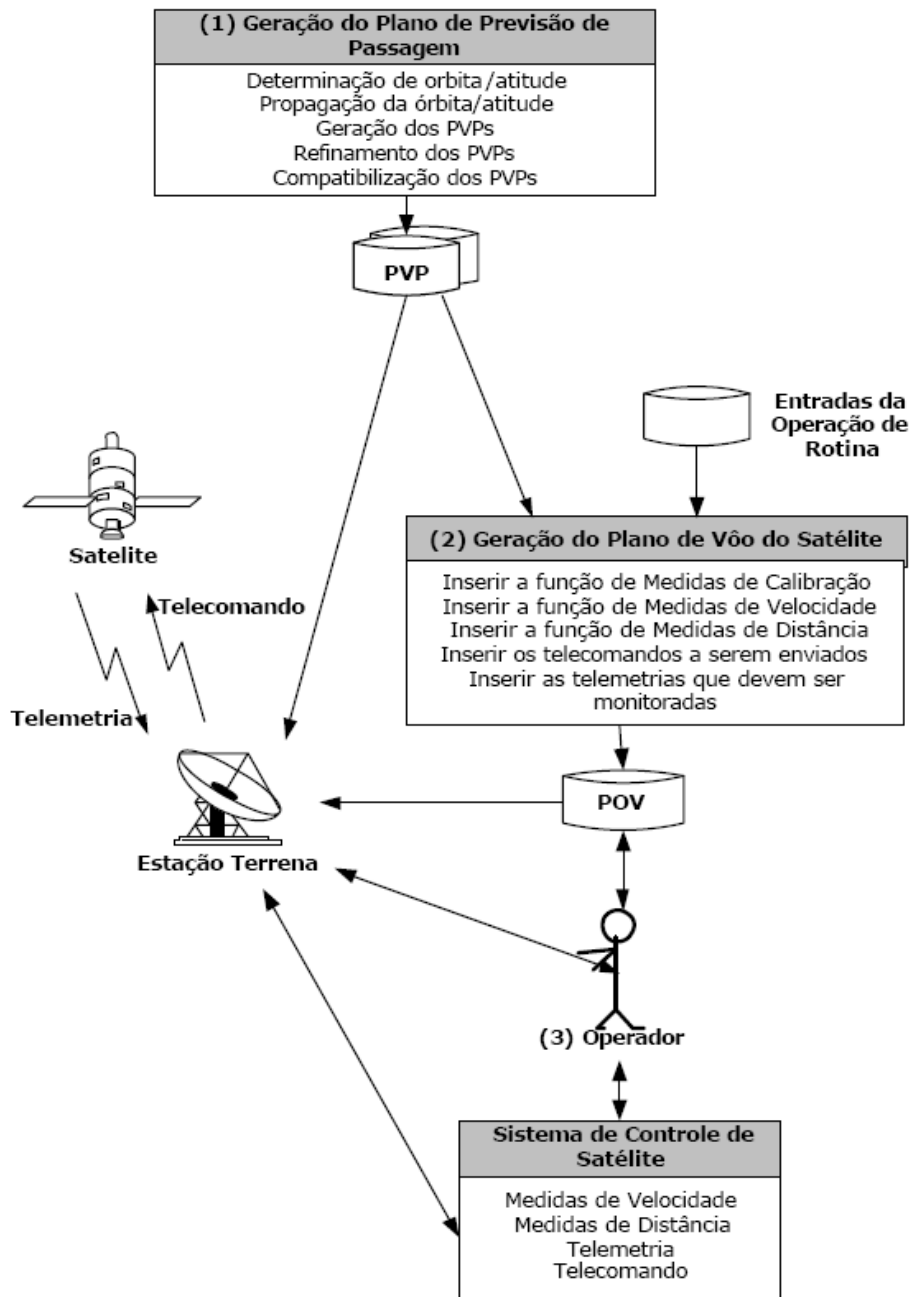 (1) Geração do Plano de Previsão de
Passagem
Determinação de orbita/atitude
Propagação da órbita/atitude
Geração dos PVPs
Refinamento dos PVPs
Compatibilização dos PVPs
PVP
Entradas da
Operação de
Rotina
(2) Geração do Plano de Vôo do Satélite
Inserir a função de Medidas de Calibração
Inserir a função de Medidas de Velocidade
Inserir a função de Medidas de Distância
Inserir os telecomandos a serem enviados
Inserir as telemetrias que devem ser
monitoradas
Satelite
Telecomando
Telemetria
Estação Terrena
POV
(3) Operador
Sistema de Controle de
Satélite
Medidas de Velocidade
Medidas de Distância
Telemetria
Telecomando